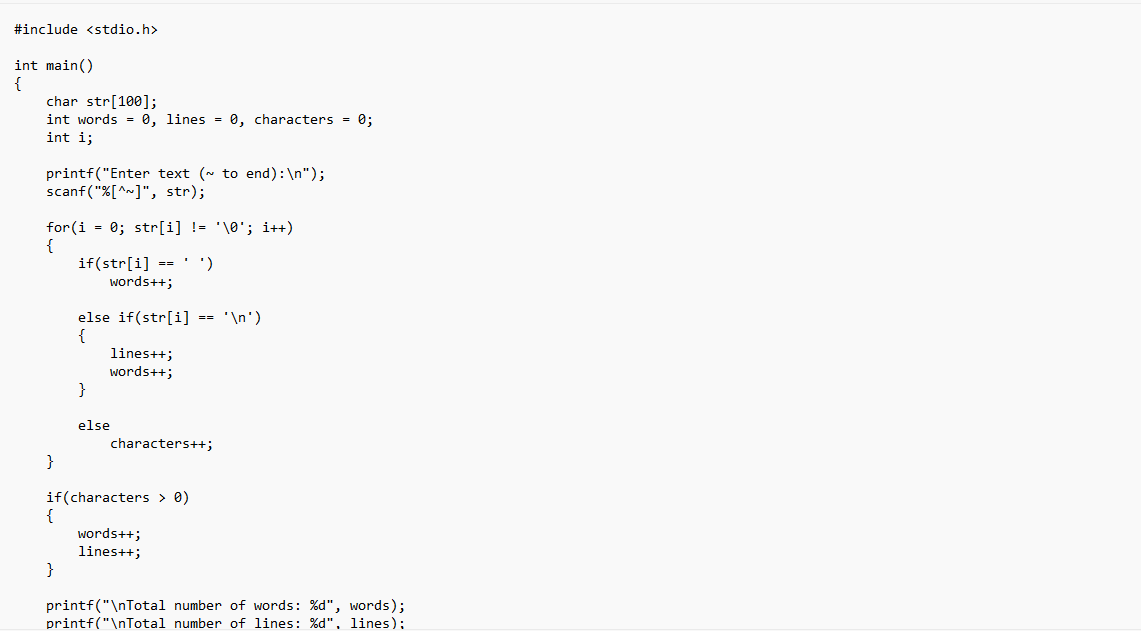 #include <stdio.h>

int main()
{
    char str[100];
    int words = 0, lines = 0, characters = 0;
    int i;

    printf("Enter text (~ to end):\n");
    scanf("%[^~]", str);

    for(i = 0; str[i] != '\0'; i++)
    {
        if(str[i] == ' ')
            words++;

        else if(str[i] == '\n')
        {
            lines++;
            words++;
        }

        else
            characters++;
    }

    if(characters > 0)
    {
        words++;
        lines++;
    }

    printf("\nTotal number of words: %d", words);
    printf("\nTotal number of lines: %d", lines);